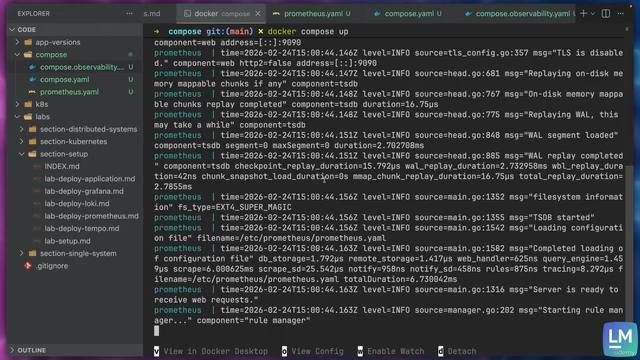 EXPLORER
CODE
app-versions
compose
compose.observability....
U
compose.yaml
U
prometheus.yaml
U
k8s
labs
section-distributed-systems
section-kubernetes
section-setup
INDEX.md
lab-deploy-application.md
lab-deploy-grafana.md
lab-deploy-loki.md
lab-deploy-prometheus.md
lab-deploy-tempo.md
lab-setup.md
section-single-system
.gitignore
OUTLINE
s.md
docker compose
prometheus.yaml U
compose.yaml U
compose.observability.yaml U
→ compose git:(main) ✗ docker compose up
component=web address=[::]:9090
prometheus | time=2026-02-24T15:00:44.146Z level=INFO source=tls_config.go:357 msg="TLS is disable
d." component=web http2=false address=[::]:9090
prometheus | time=2026-02-24T15:00:44.151Z level=INFO source=head.go:681 msg="Replaying on-disk me
mory mappable chunks if any" component=tsdb
prometheus | time=2026-02-24T15:00:44.151Z level=INFO source=head.go:767 msg="On-disk memory mappa
ble chunks replay completed" component=tsdb duration=16.75µs
prometheus | time=2026-02-24T15:00:44.151Z level=INFO source=head.go:775 msg="Replaying WAL, this
may take a while" component=tsdb
prometheus | time=2026-02-24T15:00:44.151Z level=INFO source=head.go:848 msg="WAL segment loaded"
component=tsdb segment=0 maxSegment=0 duration=2.702708ms
prometheus | time=2026-02-24T15:00:44.151Z level=INFO source=head.go:885 msg="WAL replay completed
" component=tsdb checkpoint_replay_duration=15.792µs wal_replay_duration=2.732958ms wbl_replay_dura
tion=42ns chunk_snapshot_load_duration=0s mmap_chunk_replay_duration=16.75µs total_replay_duration=
2.7855ms
prometheus | time=2026-02-24T15:00:44.156Z level=INFO source=main.go:1352 msg="filesystem informat
ion" fs_type=EXT4_SUPER_MAGIC
prometheus | time=2026-02-24T15:00:44.156Z level=INFO source=main.go:1355 msg="TSDB started"
prometheus | time=2026-02-24T15:00:44.156Z level=INFO source=main.go:1542 msg="Loading configurati
on file" filename=/etc/prometheus/prometheus.yaml
prometheus | time=2026-02-24T15:00:44.163Z level=INFO source=main.go:1582 msg="Completed loading o
f configuration file" db_storage=1.792µs remote_storage=1.417µs web_handler=625ns query_engine=1.4
59µs scrape=6.000625ms scrape_sd=25.542µs notify=958ns notify_sd=458ns rules=875ns tracing=8.292µs f
ilename=/etc/prometheus/prometheus.yaml totalDuration=6.730042ms
prometheus | time=2026-02-24T15:00:44.163Z level=INFO source=main.go:1316 msg="Server is ready to
receive web requests."
prometheus | time=2026-02-24T15:00:44.163Z level=INFO source=manager.go:202 msg="Starting rule man
ager..." component="rule manager"
v View in Docker Desktop o View Config w Enable Watch d Detach
LM
udemy